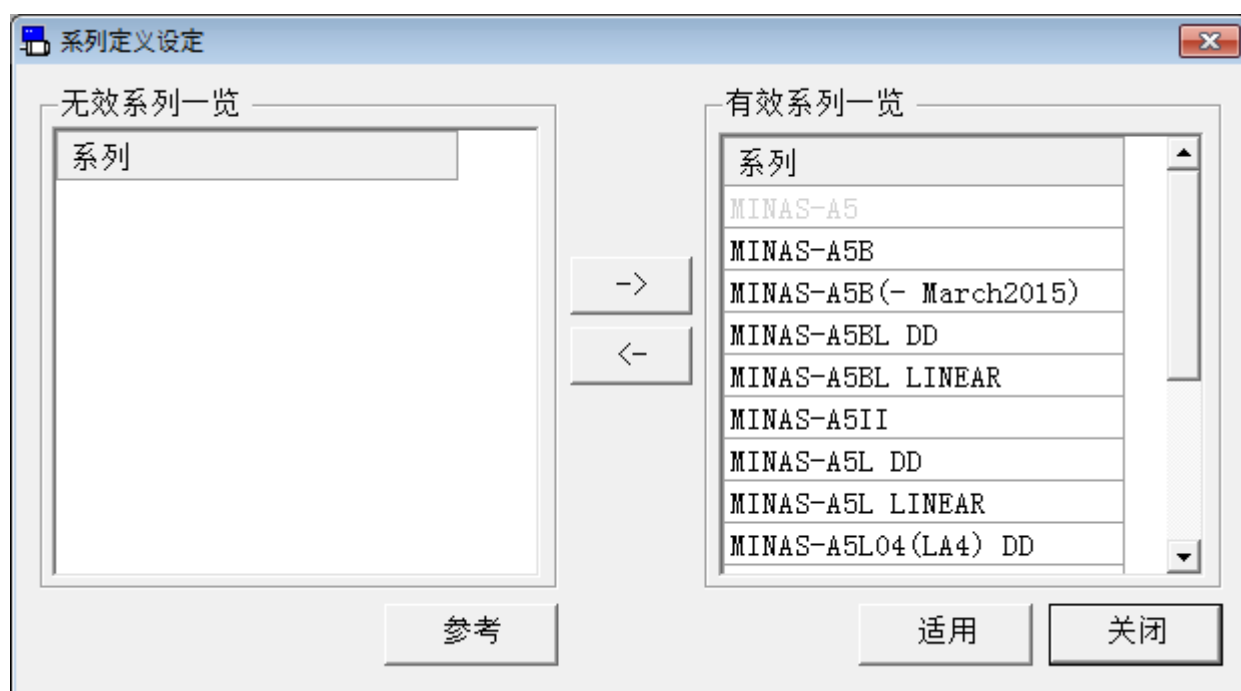 系列定义设定
无效系列一览
系列
->
<-
参考
有效系列一览
系列
MINAS-A5
MINAS-A5B
MINAS-A5B(- March2015)
MINAS-A5BL DD
MINAS-A5BL LINEAR
MINAS-A5II
MINAS-A5L DD
MINAS-A5L LINEAR
MINAS-A5L04(LA4) DD
适用
关闭